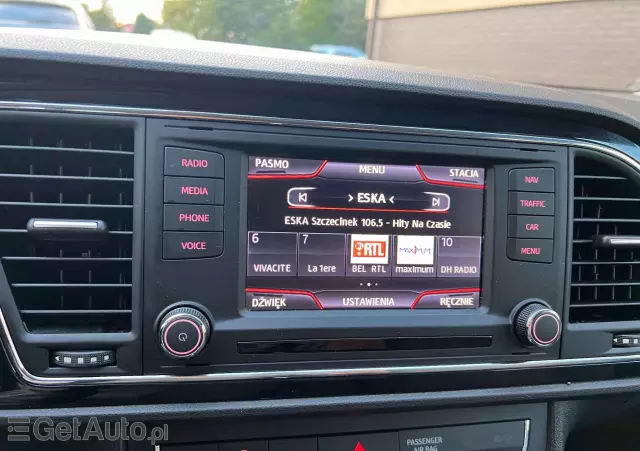 RADIO
MEDIA
PHONE
VOICE
PASMO MENU STACJA
> ESKA <
ESKA Szczecinek 106.5 - Hity Na Czasie
6 7 RTL MAXIMUM 10
VIVACITE La 1ere BEL RTL maximum DH RADIO
DŹWIĘK USTAWIENIA RĘCZNIE
NAV
TRAFFIC
CAR
MENU
PASSENGER
AIR BAG
GetAuto.pl